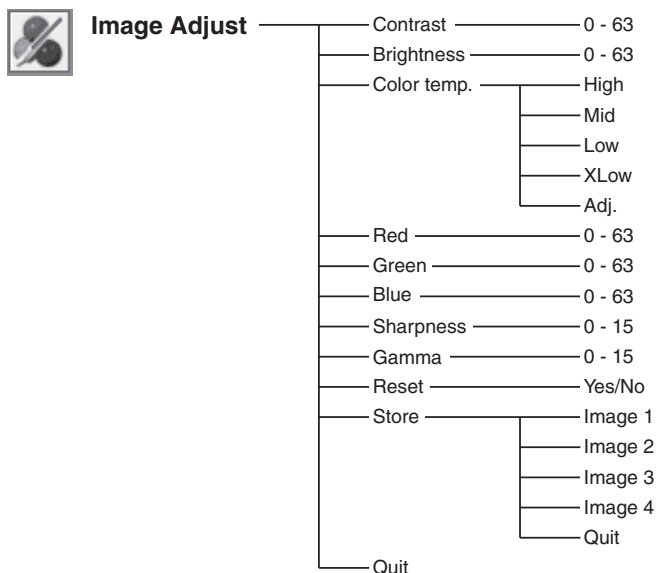 Image Adjust
Contrast 0 - 63
Brightness 0 - 63
Color temp. High
Mid
Low
XLow
Adj.
Red 0 - 63
Green 0 - 63
Blue 0 - 63
Sharpness 0 - 15
Gamma 0 - 15
Reset Yes/No
Store Image 1
Image 2
Image 3
Image 4
Quit
Quit